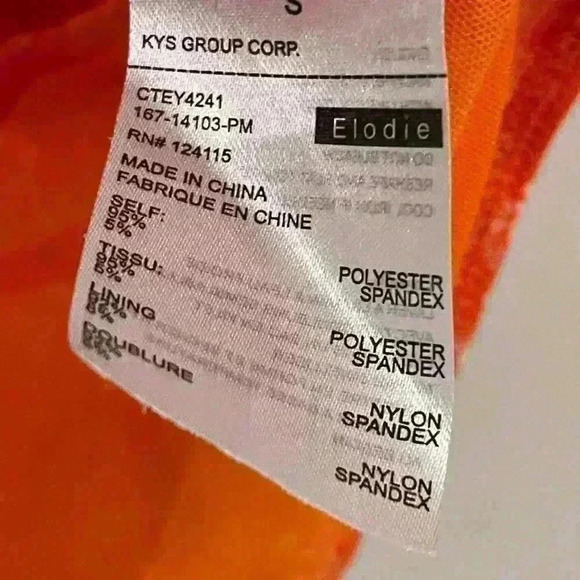 S
KYS GROUP CORP.
CTEY4241
167-14103-PM
Elodie
RN# 124115
MADE IN CHINA
FABRIQUE EN CHINE
SELF:
95% POLYESTER
5% SPANDEX
TISSU:
95% POLYESTER
5% SPANDEX
LINING
NYLON
SPANDEX
DOUBLURE
NYLON
SPANDEX